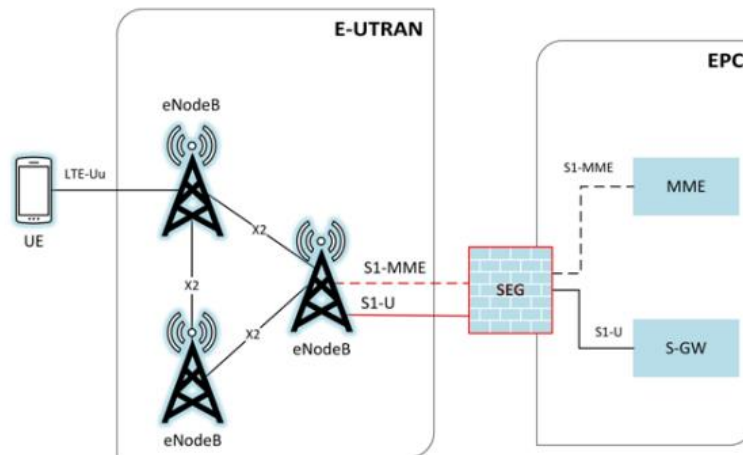 E-UTRAN
EPC
eNodeB
LTE-Uu
UE
X2
X2
X2
eNodeB
eNodeB
S1-MME
S1-U
SEG
S1-MME
MME
S1-U
S-GW